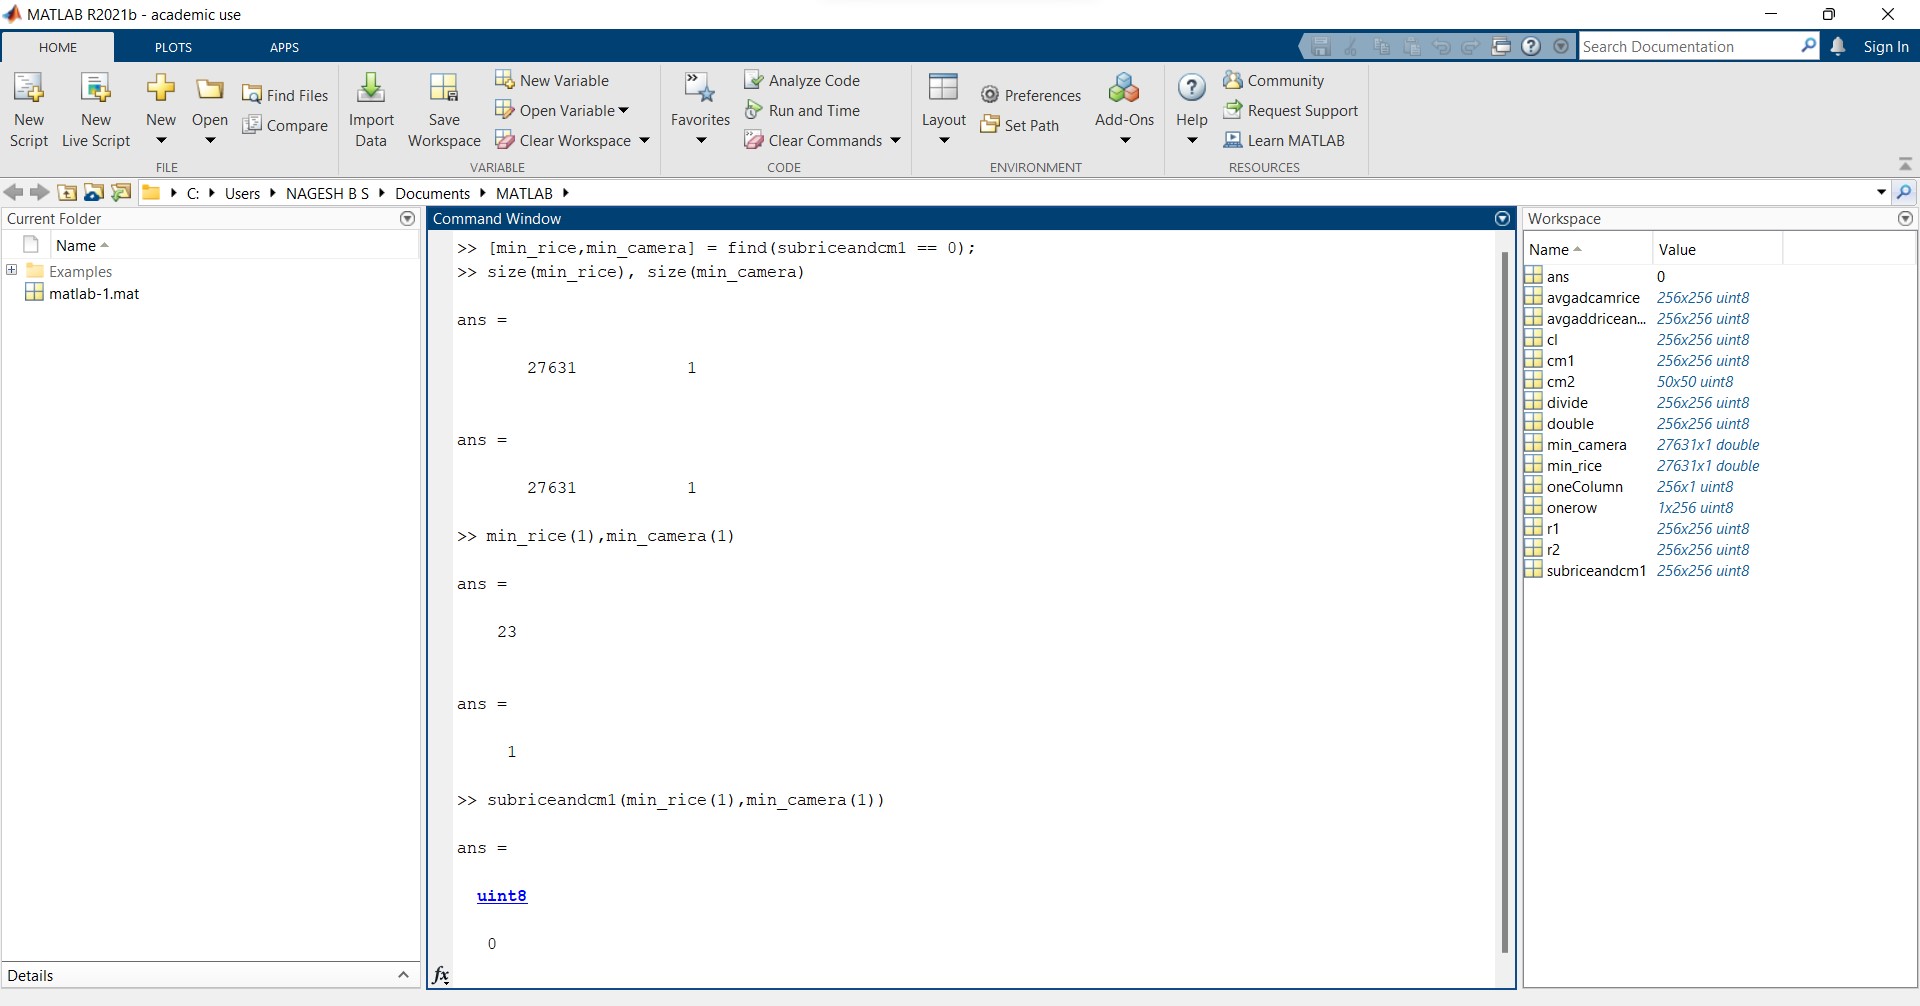 MATLAB R2021b - academic use
HOME PLOTS APPS
Search Documentation
Sign In
New Script
New Live Script
New
Open
Find Files
Compare
FILE
Import Data
Save Workspace
New Variable
Open Variable
Clear Workspace
VARIABLE
Favorites
Analyze Code
Run and Time
Clear Commands
CODE
Layout
Preferences
Set Path
Add-Ons
ENVIRONMENT
Help
Community
Request Support
Learn MATLAB
RESOURCES
C: Users NAGESH B S Documents MATLAB
Current Folder
Name
Examples
matlab-1.mat
Details
Command Window
>> [min_rice,min_camera] = find(subriceandcm1 == 0);
>> size(min_rice), size(min_camera)
ans =
27631 1
ans =
27631 1
>> min_rice(1),min_camera(1)
ans =
23
ans =
1
>> subriceandcm1(min_rice(1),min_camera(1))
ans =
uint8
0
fx
Workspace
Name Value
ans 0
avgadcamrice 256x256 uint8
avgaddricean... 256x256 uint8
cl 256x256 uint8
cm1 256x256 uint8
cm2 50x50 uint8
divide 256x256 uint8
double 256x256 uint8
min_camera 27631x1 double
min_rice 27631x1 double
oneColumn 256x1 uint8
onerow 1x256 uint8
r1 256x256 uint8
r2 256x256 uint8
subriceandcm1 256x256 uint8